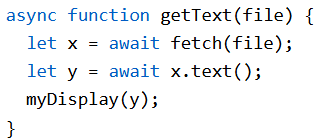 async function getText(file) {
  let x = await fetch(file);
  let y = await x.text();
  myDisplay(y);
}